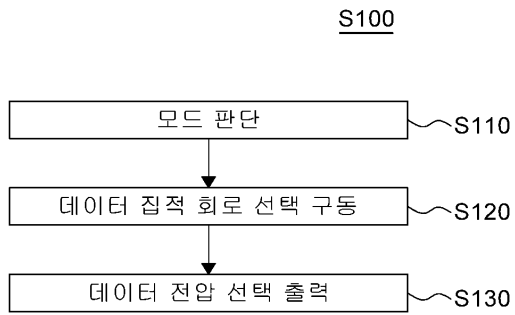 S100
모드 판단
S110
데이터 집적 회로 선택 구동
S120
데이터 전압 선택 출력
S130